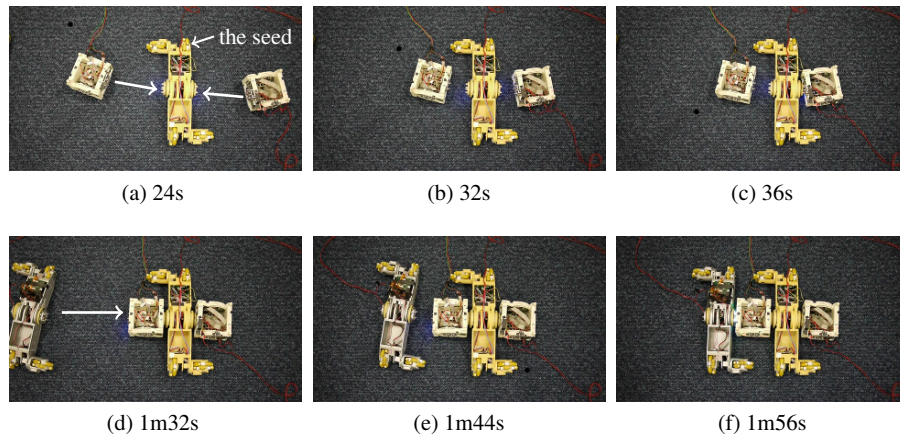 the seed
(a) 24s
(b) 32s
(c) 36s
(d) 1m32s
(e) 1m44s
(f) 1m56s